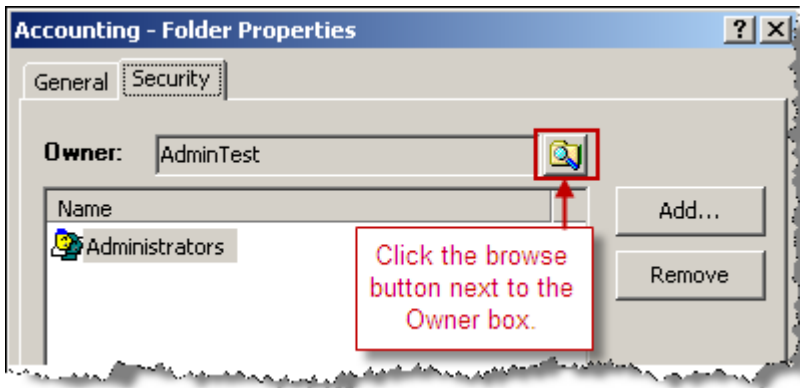 Accounting - Folder Properties
General
Security
Owner:
AdminTest
Name
Add...
Administrators
Click the browse
button next to the
Owner box.
Remove